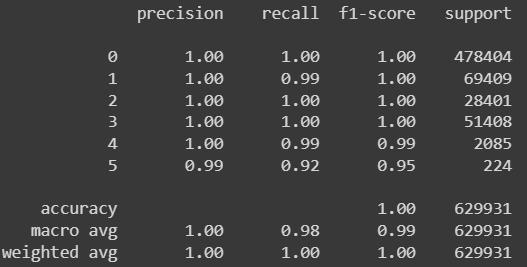 precision recall f1-score support
0 1.00 1.00 1.00 478404
1 1.00 0.99 1.00 69409
2 1.00 1.00 1.00 28401
3 1.00 1.00 1.00 51408
4 1.00 0.99 0.99 2085
5 0.99 0.92 0.95 224
accuracy 1.00 629931
macro avg 1.00 0.98 0.99 629931
weighted avg 1.00 1.00 1.00 629931